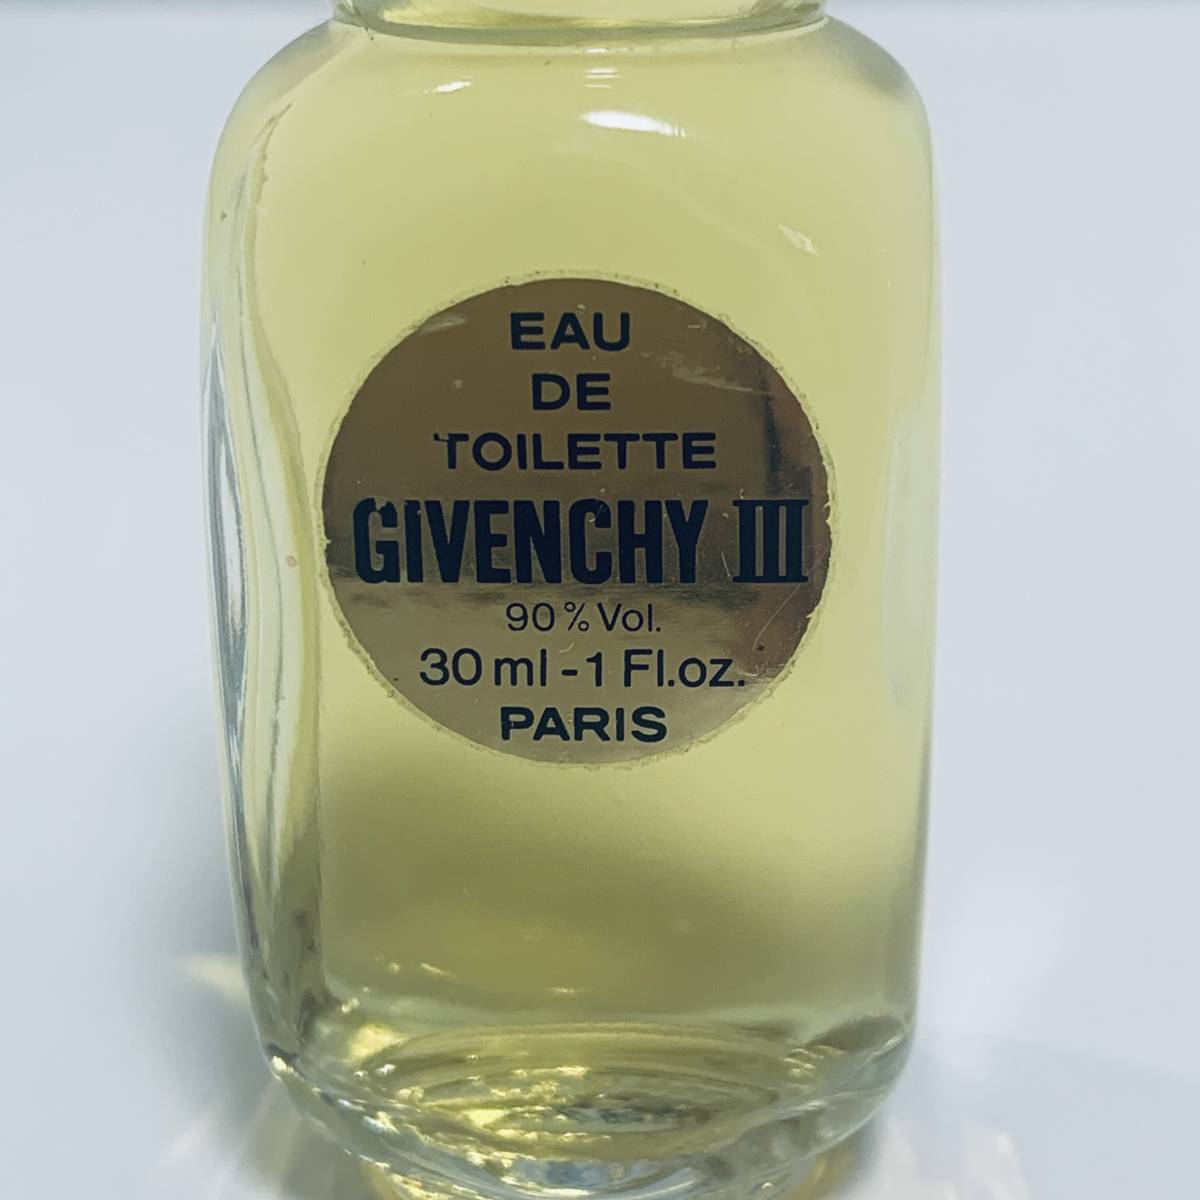 EAU
DE
TOILETTE
GIVENCHY III
90% Vol.
30 ml - 1 Fl.oz.
PARIS